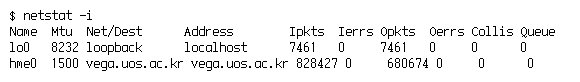 $ netstat -i
Name  Mtu  Net/Dest      Address        Ipkts  Ierrs Opkts  Oerrs Collis Queue
lo0   8232 loopback      localhost      7461   0     7461   0     0      0
hme0  1500 vega.uos.ac.kr vega.uos.ac.kr 828427 0      680674 0     0      0